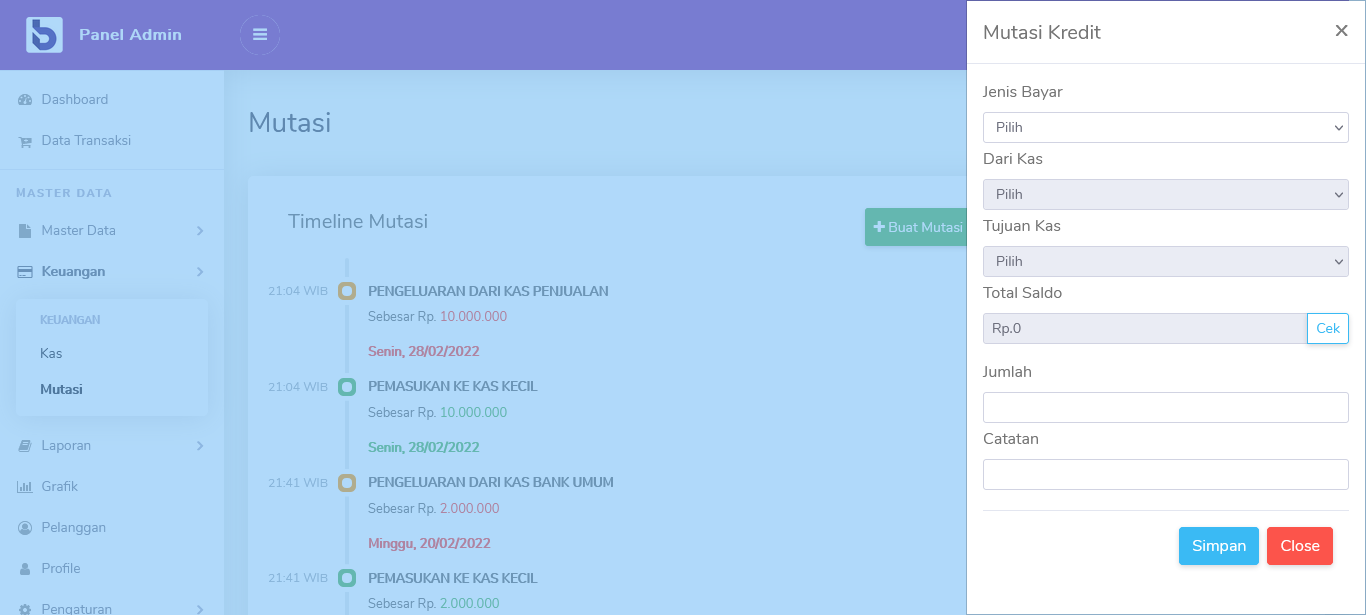 Panel Admin
Dashboard
Data Transaksi
MASTER DATA
Master Data
Keuangan
KEUANGAN
Kas
Mutasi
Laporan
Grafik
Pelanggan
Profile
Pengaturan
Mutasi
Timeline Mutasi
Buat Mutasi
21:04 WIB
PENGELUARAN DARI KAS PENJUALAN
Sebesar Rp. 10.000.000
Senin, 28/02/2022
21:04 WIB
PEMASUKAN KE KAS KECIL
Sebesar Rp. 10.000.000
Senin, 28/02/2022
21:41 WIB
PENGELUARAN DARI KAS BANK UMUM
Sebesar Rp. 2.000.000
Minggu, 20/02/2022
21:41 WIB
PEMASUKAN KE KAS KECIL
Sebesar Rp. 2.000.000
Mutasi Kredit
×
Jenis Bayar
Pilih
Dari Kas
Pilih
Tujuan Kas
Pilih
Total Saldo
Rp.0
Cek
Jumlah
Catatan
Simpan
Close